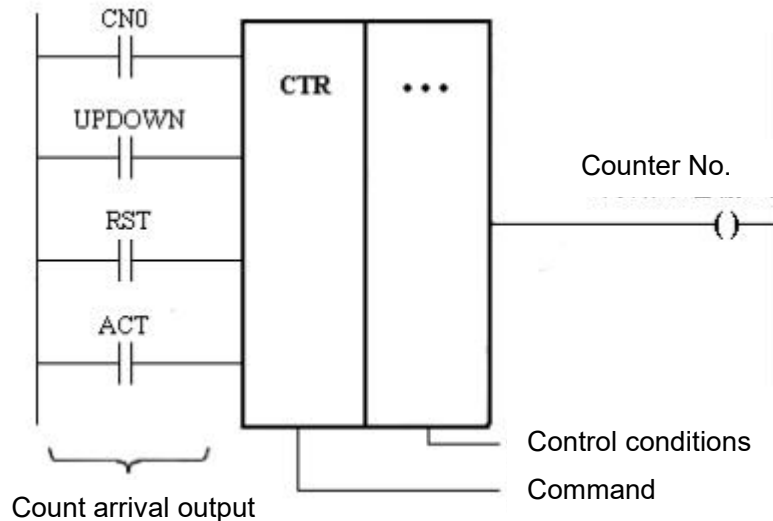 CN0
CTR
• • •
UPDOWN
Counter No.
RST
ACT
Control conditions
Command
Count arrival output